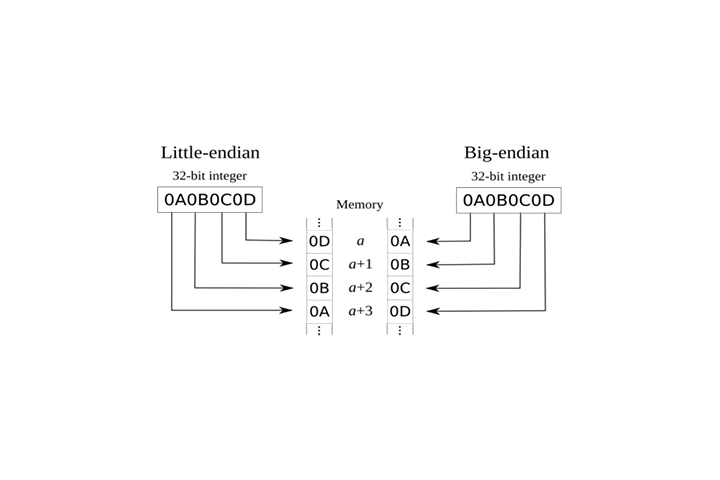 Little-endian
32-bit integer
0A0B0C0D
Big-endian
32-bit integer
0A0B0C0D
Memory
⋮ ⋮
0D a 0A
0C a+1 0B
0B a+2 0C
0A a+3 0D
⋮ ⋮